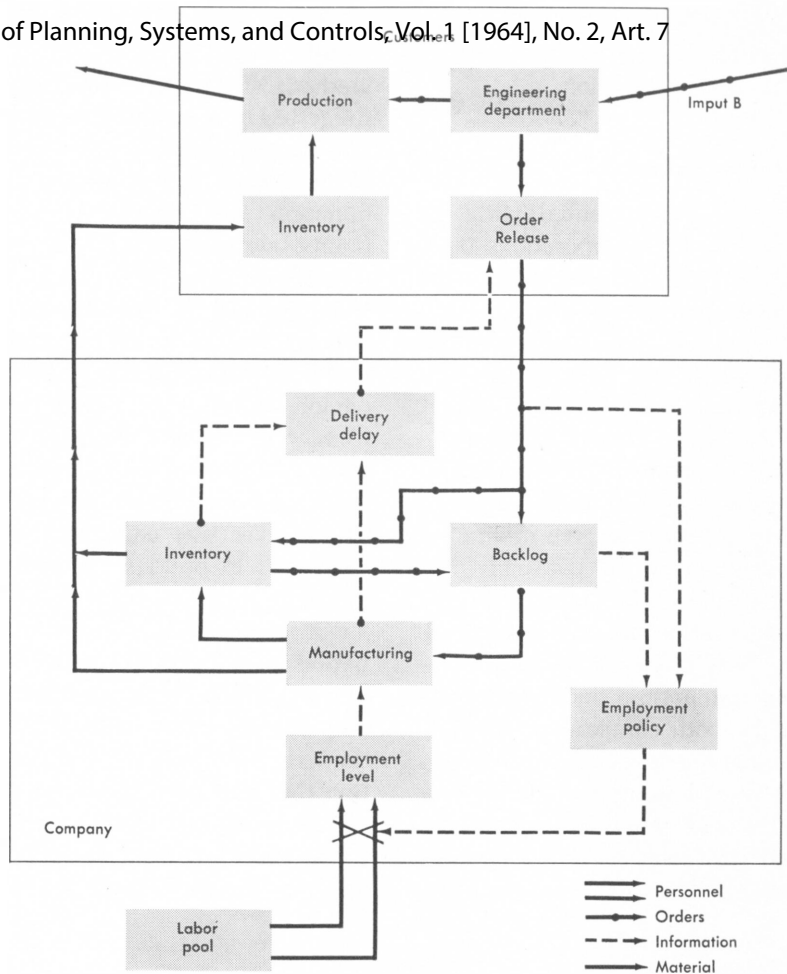 of Planning, Systems, and Controls, Vol. 1 [1964], No. 2, Art. 7
Customers
Production
Engineering
department
Imput B
Inventory
Order
Release
Delivery
delay
Inventory
Backlog
Manufacturing
Employment
policy
Employment
level
Company
Labor
pool
Personnel
Orders
Information
Material